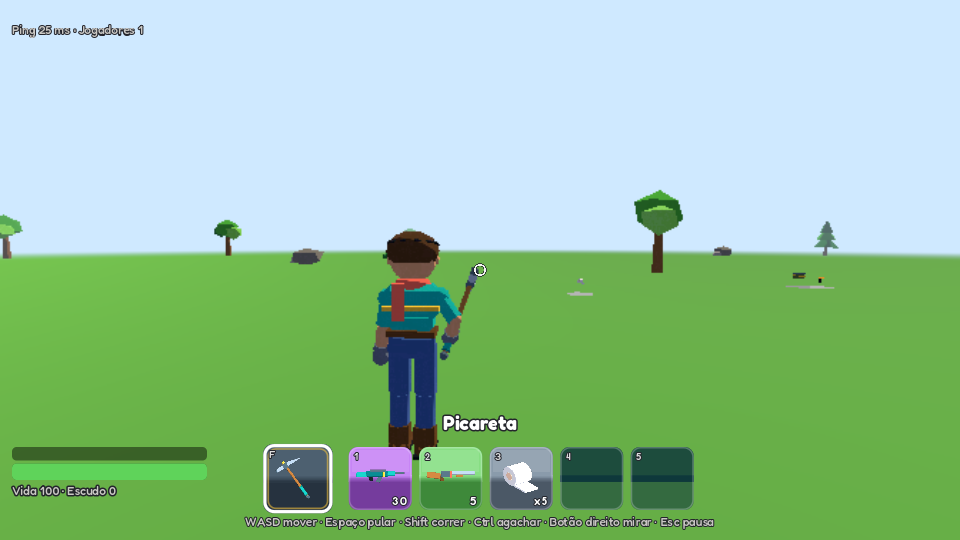 Ping 25 ms · Jogadores 1
Picareta
F
1
30
2
5
3
x5
4
5
Vida 100 · Escudo 0
WASD mover · Espaço pular · Shift correr · Ctrl agachar · Botão direito mirar · Esc pausa